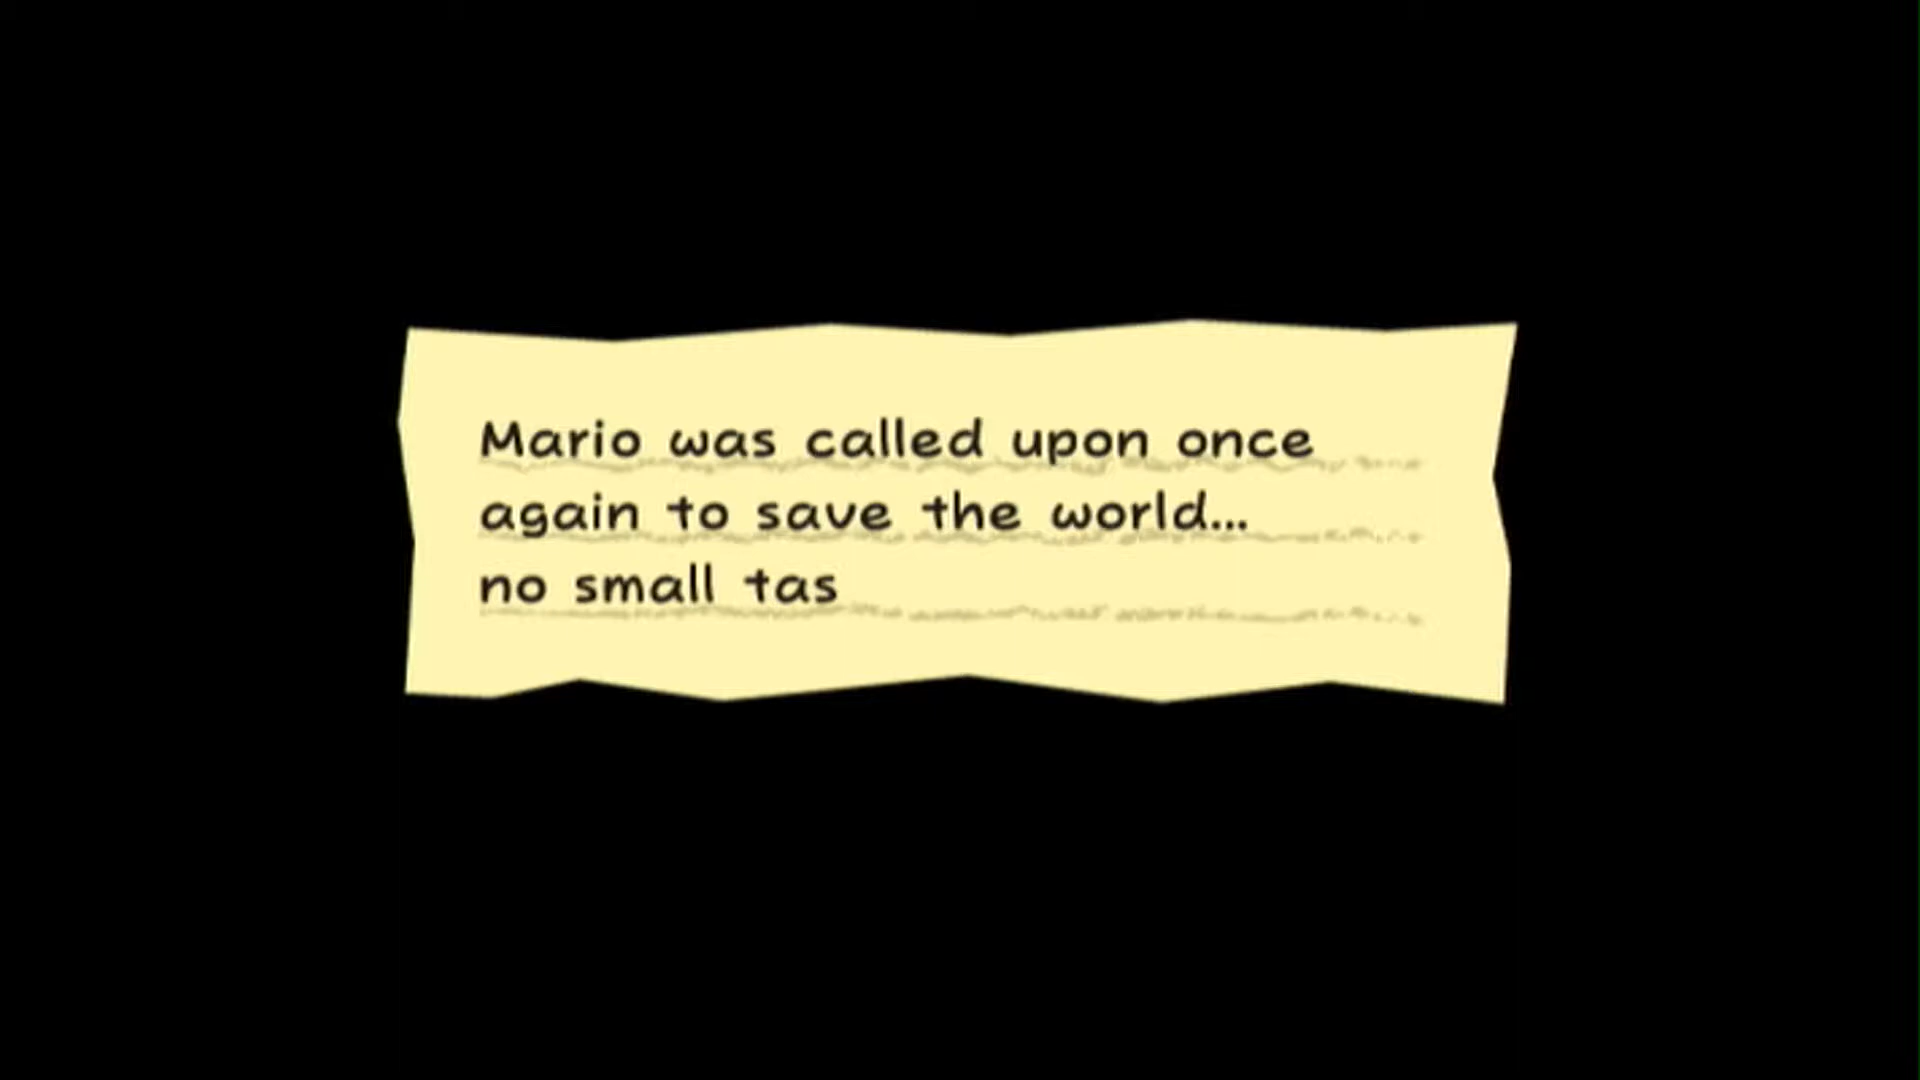 Mario was called upon once
again to save the world...
no small tas